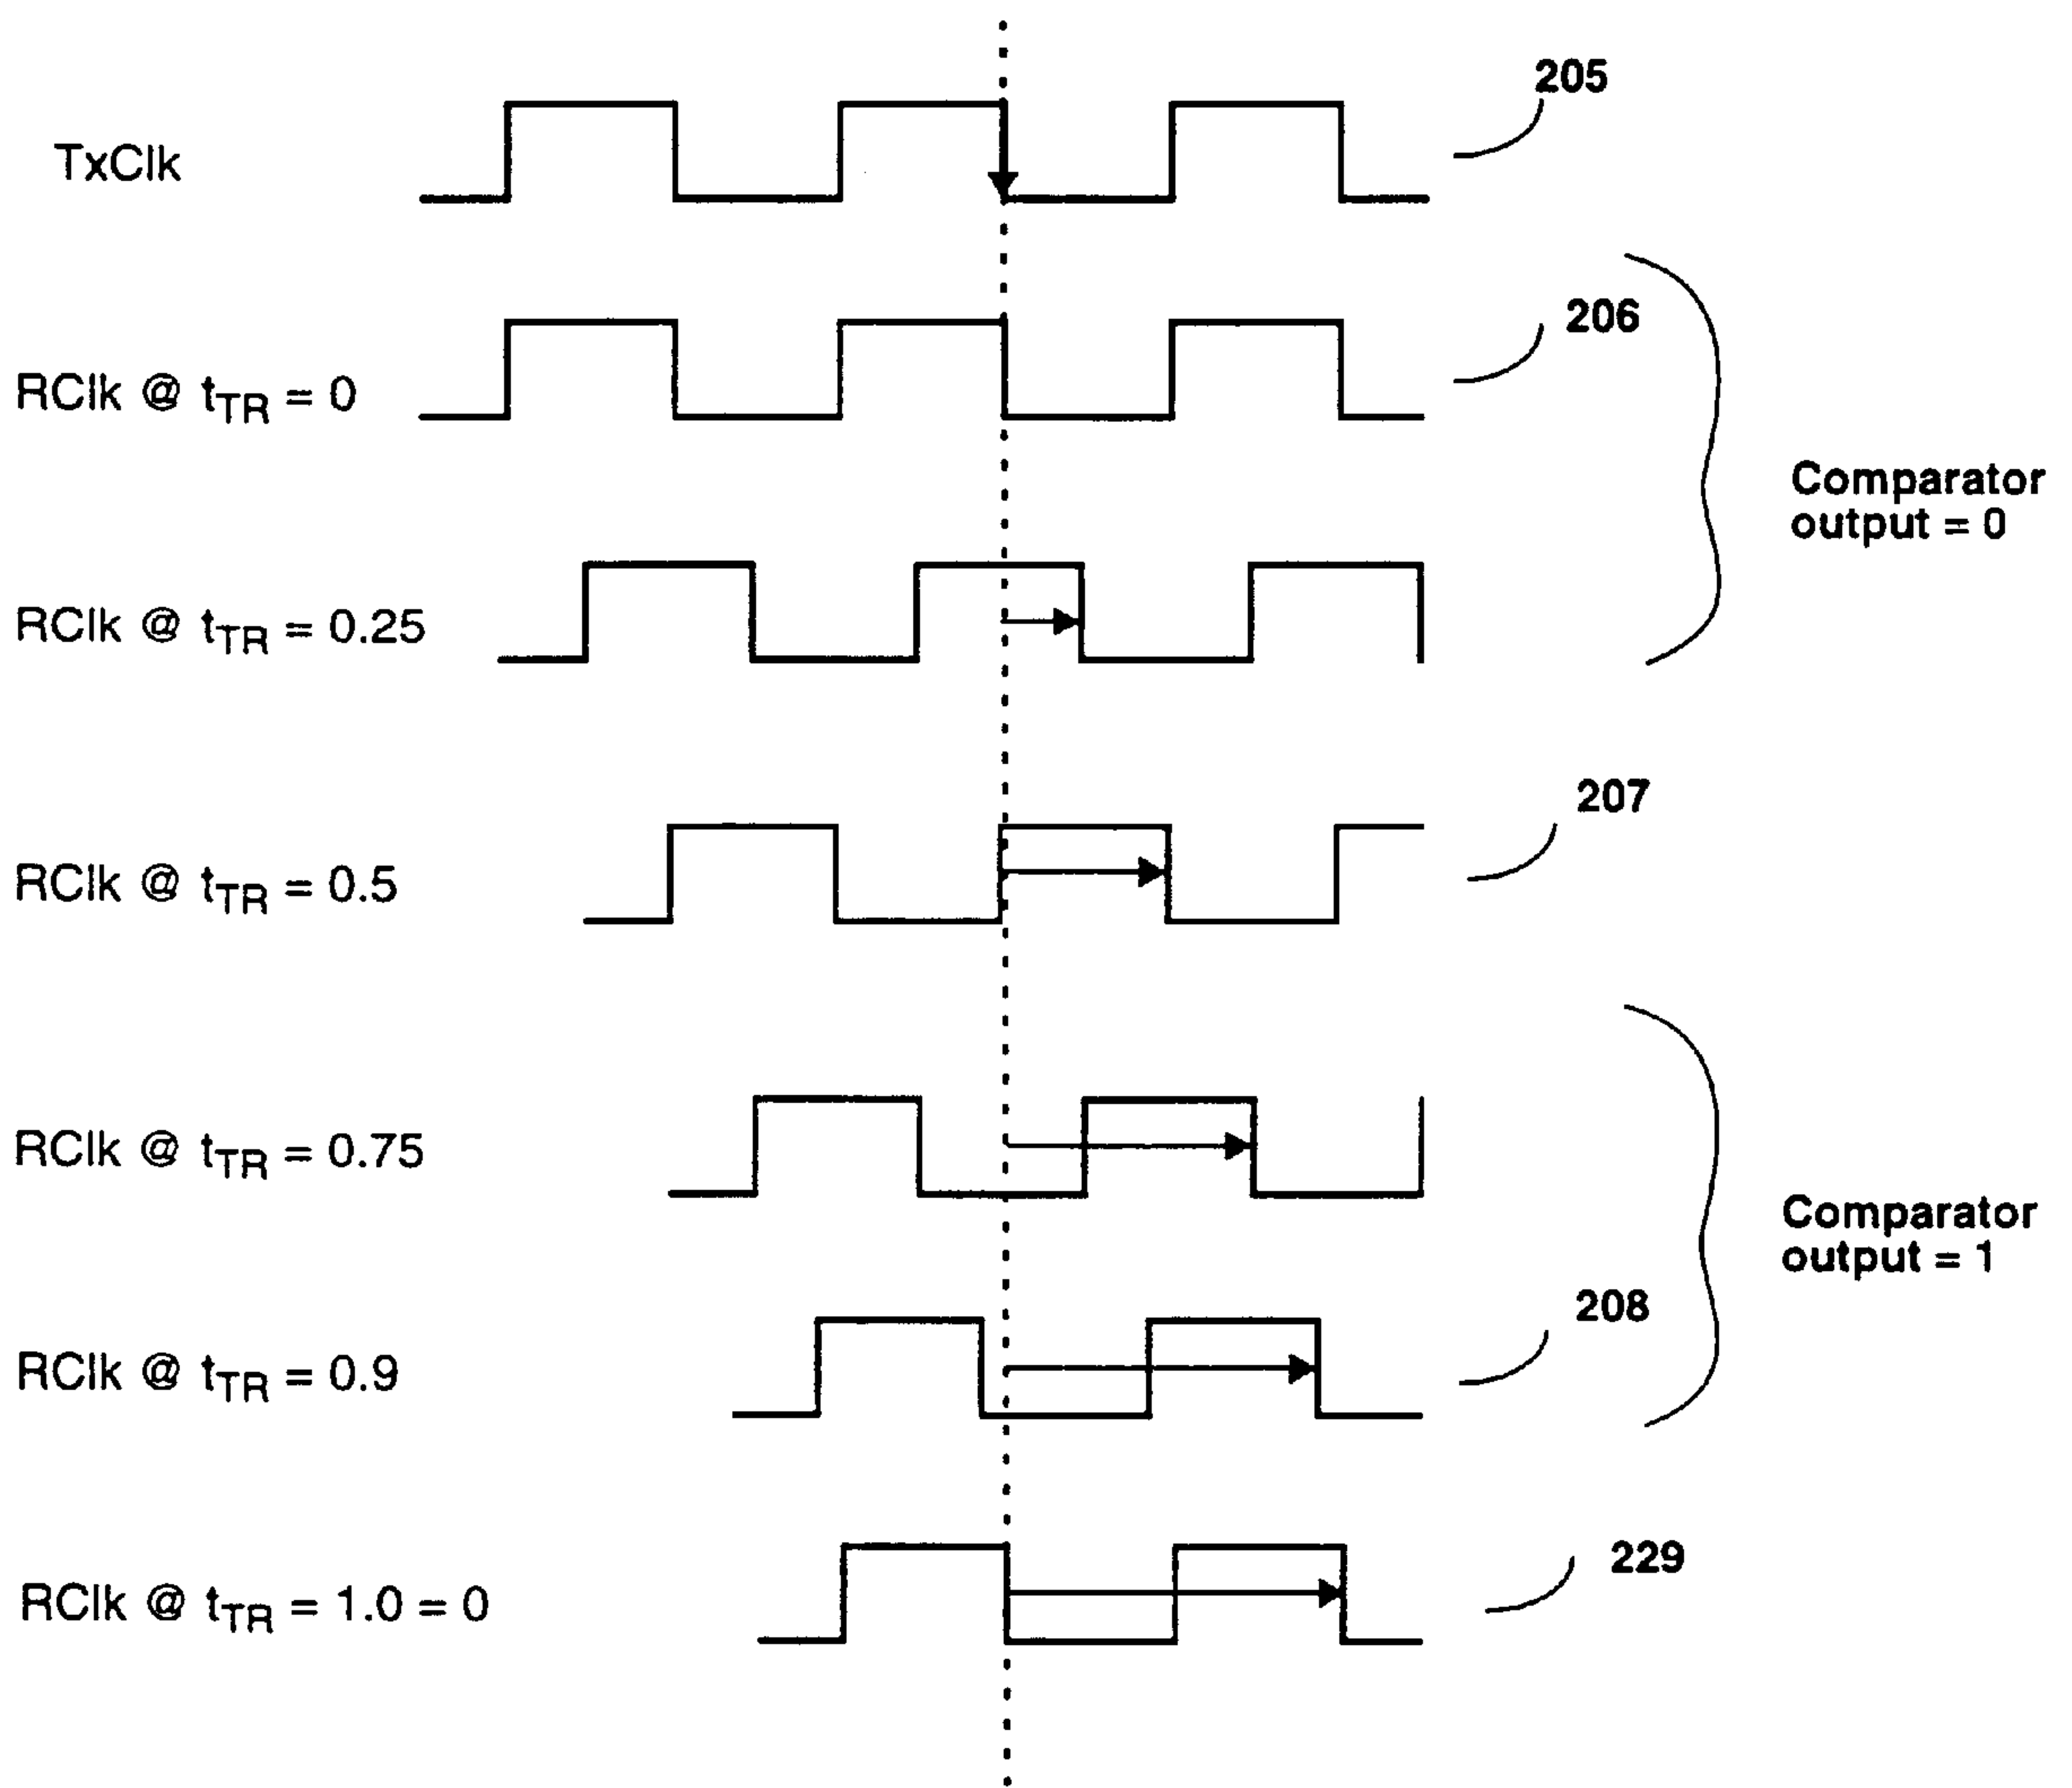 205
TxClk
206
RClk @ tTR = 0
Comparator
output = 0
RClk @ tTR = 0.25
207
RClk @ tTR = 0.5
RClk @ tTR = 0.75
Comparator
output = 1
208
RClk @ tTR = 0.9
229
RClk @ tTR = 1.0 = 0